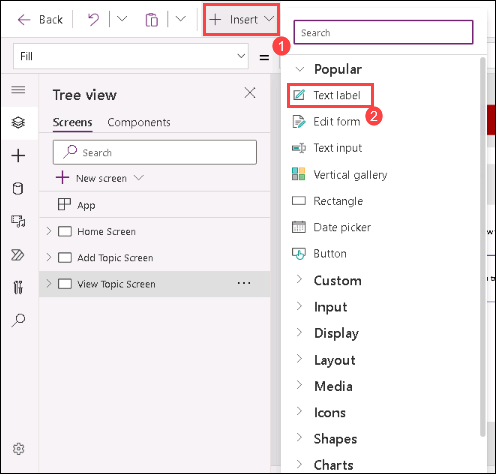 Back
Insert
1
Fill
=
Search
Popular
Text label
2
Edit form
Text input
Vertical gallery
Rectangle
Date picker
Button
Custom
Input
Display
Layout
Media
Icons
Shapes
Charts
Tree view
Screens Components
Search
New screen
App
Home Screen
Add Topic Screen
View Topic Screen